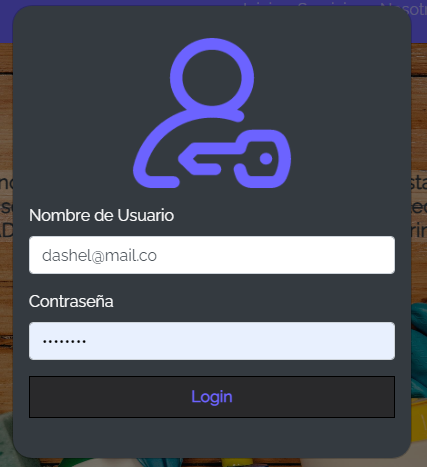 Nombre de Usuario
dashel@mail.co
Contraseña
••••••••
Login